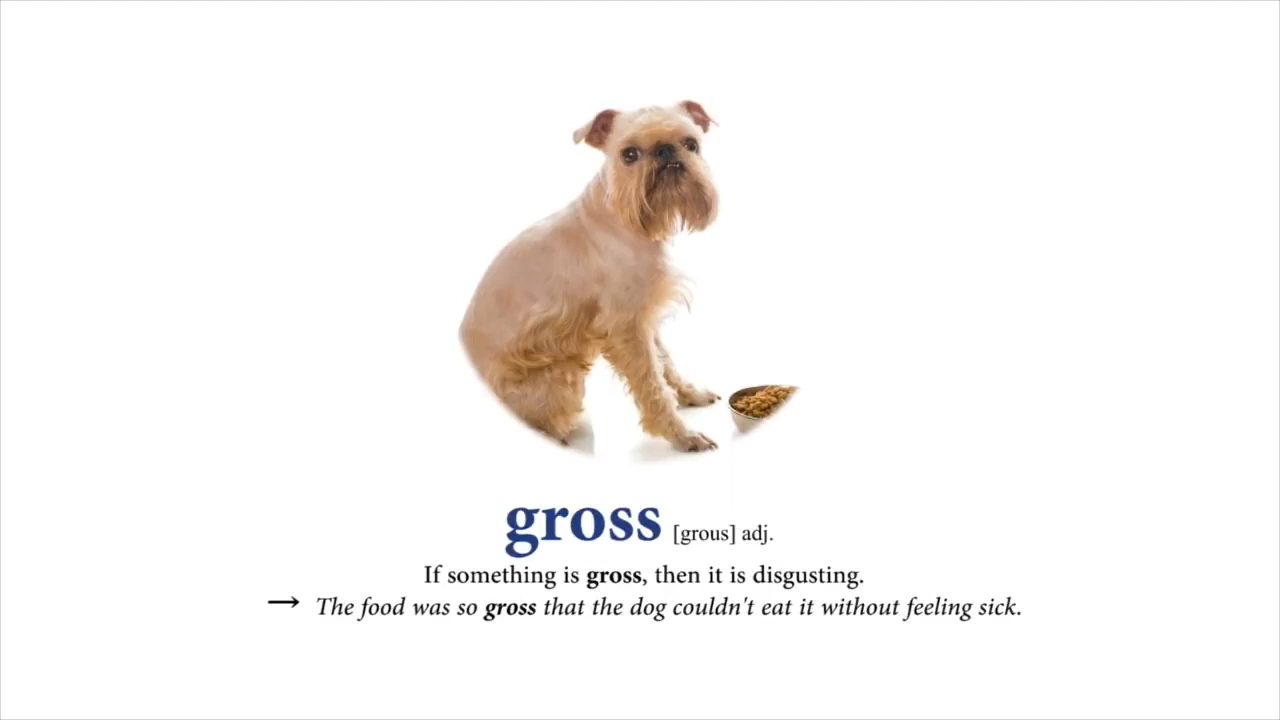 gross [grous] adj.
If something is gross, then it is disgusting.
→ The food was so gross that the dog couldn't eat it without feeling sick.